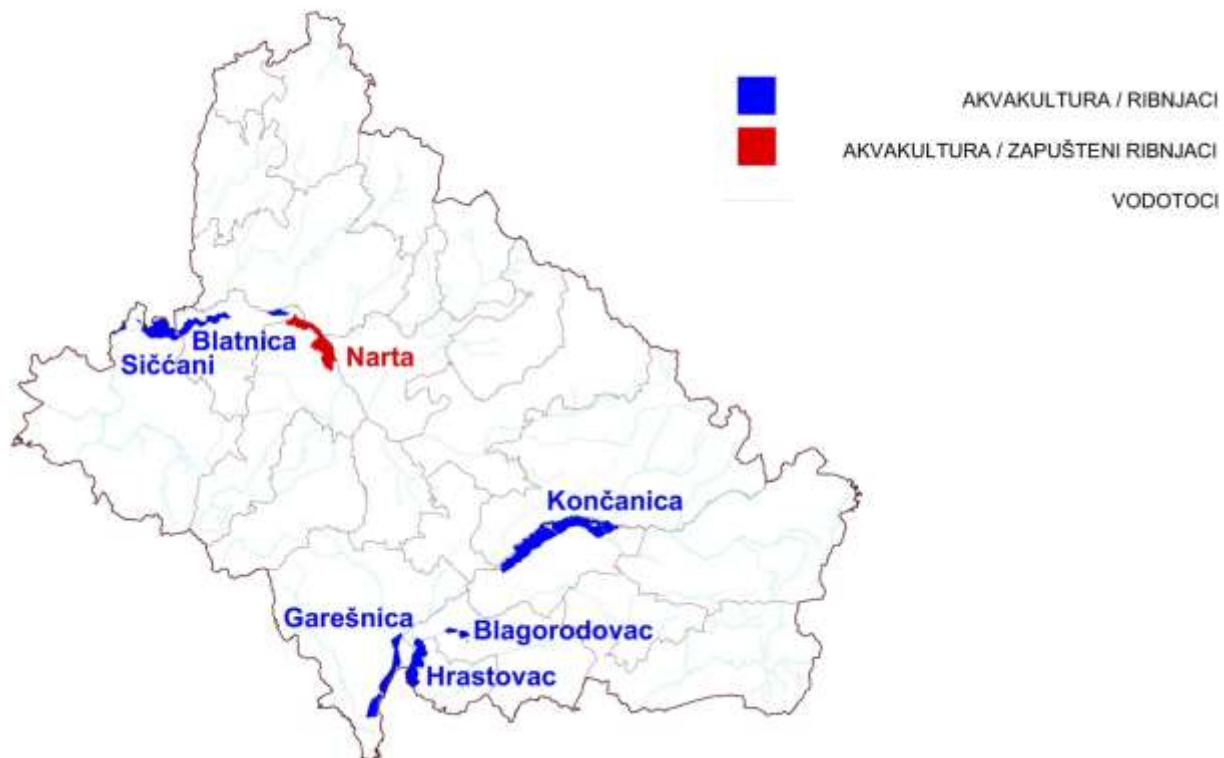 AKVAKULTURA / RIBNJACI
AKVAKULTURA / ZAPUŠTENI RIBNJACI
VODOTOCI
Blatnica
Siččani
Narta
Končanica
Garešnica
Blagorodovac
Hrastovac